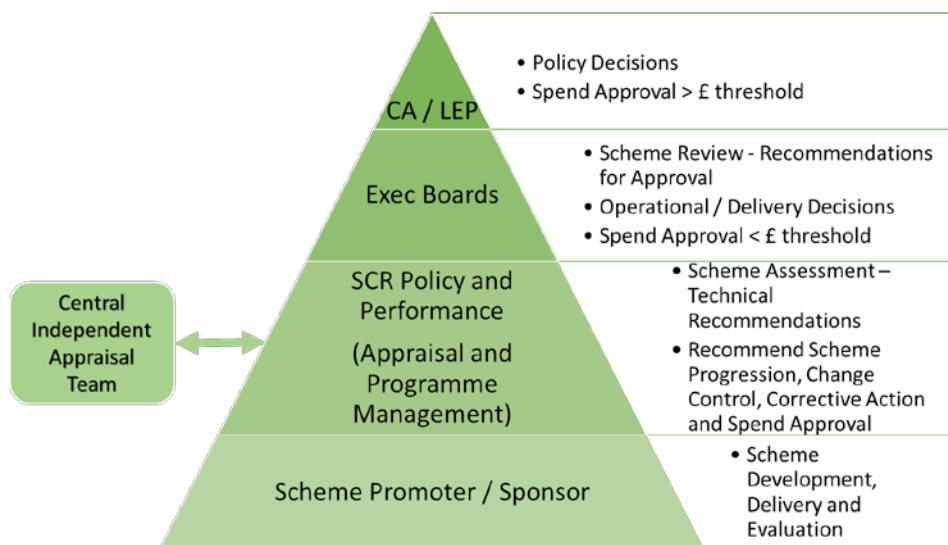 CA / LEP
• Policy Decisions
• Spend Approval > £ threshold
Exec Boards
• Scheme Review - Recommendations
for Approval
• Operational / Delivery Decisions
• Spend Approval < £ threshold
Central
Independent
Appraisal
Team
SCR Policy and
Performance
(Appraisal and
Programme
Management)
• Scheme Assessment –
Technical
Recommendations
• Recommend Scheme
Progression, Change
Control, Corrective Action
and Spend Approval
Scheme Promoter / Sponsor
• Scheme
Development,
Delivery and
Evaluation